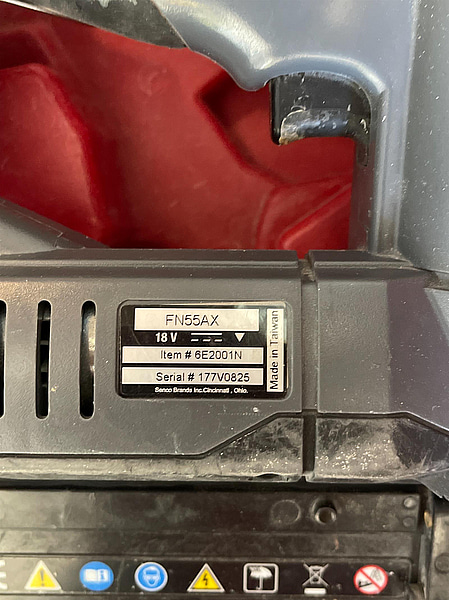 FN55AX
18 V
Item # 6E2001N
Serial # 177V0825
Senco Brands Inc.Cincinnati, Ohio.
Made in Taiwan